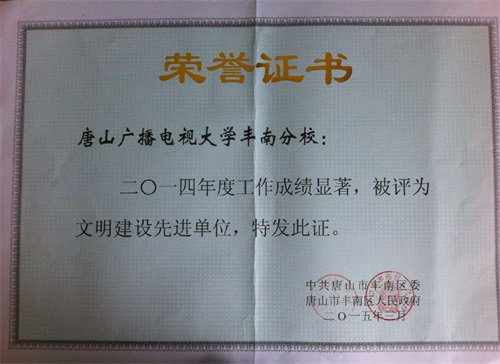 荣誉证书
唐山广播电视大学丰南分校：
二〇一四年度工作成绩显著，被评为
文明建设先进单位，特发此证。
中共唐山市丰南区委
唐山市丰南区人民政府
二〇一五年二月